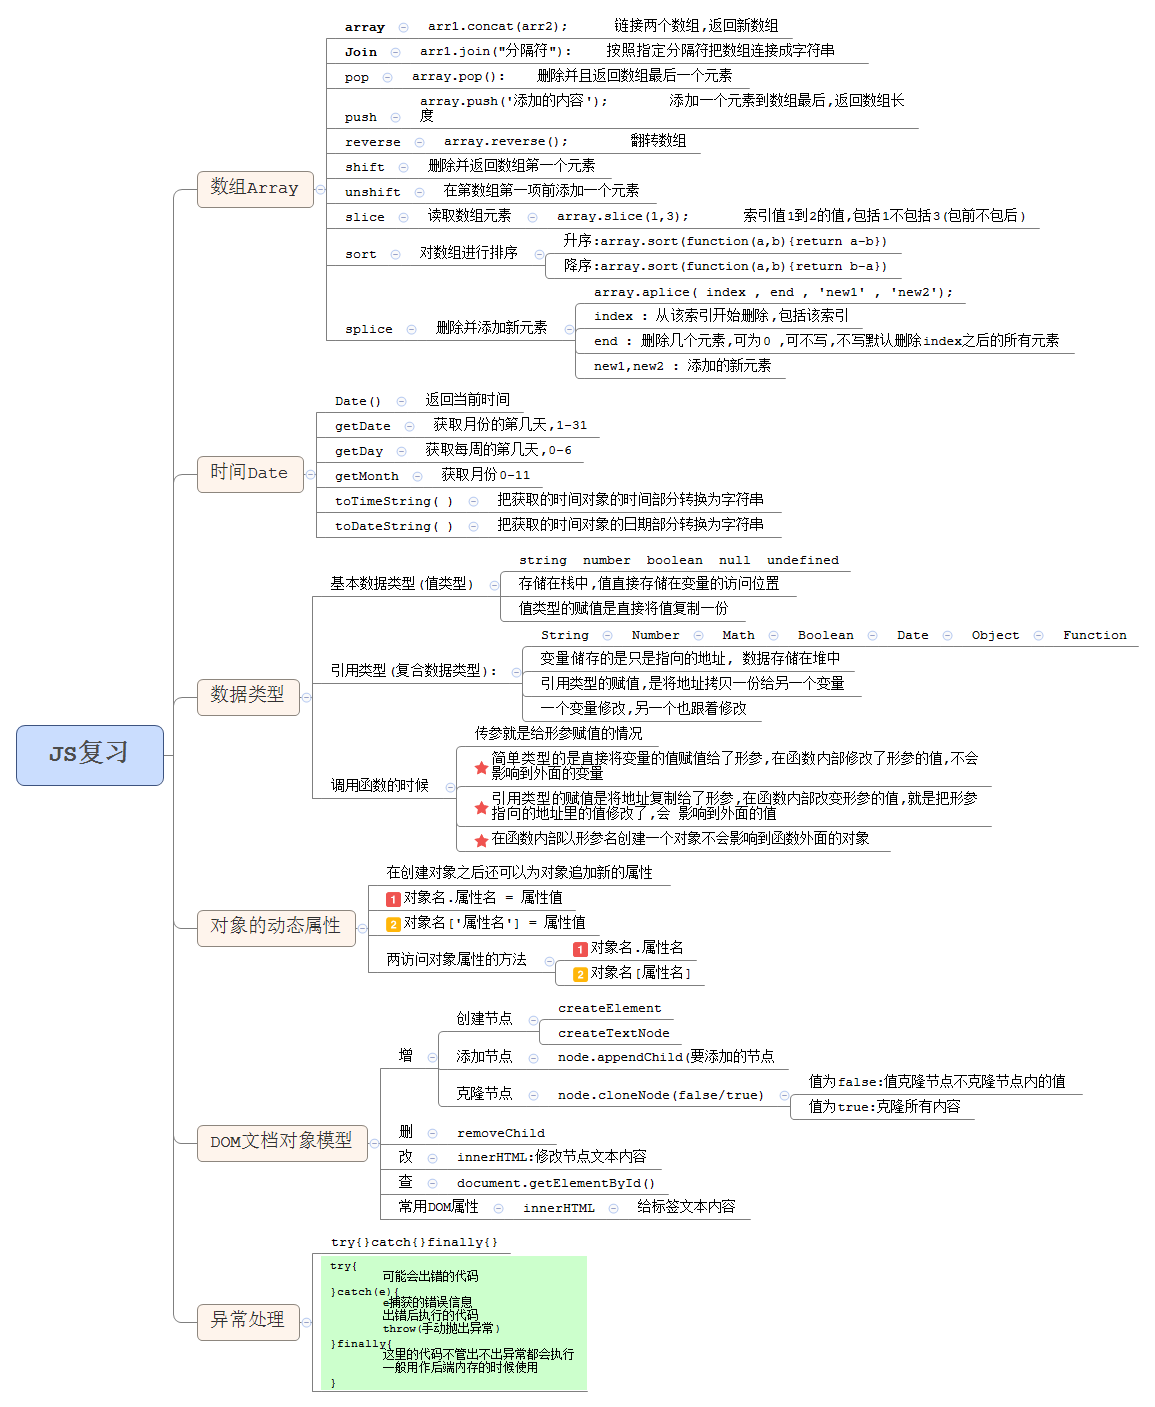 JS复习
数组Array
array arr1.concat(arr2); 链接两个数组,返回新数组
Join arr1.join("分隔符"): 按照指定分隔符把数组连接成字符串
pop array.pop(): 删除并且返回数组最后一个元素
push array.push('添加的内容'); 添加一个元素到数组最后,返回数组长
度
reverse array.reverse(); 翻转数组
shift 删除并返回数组第一个元素
unshift 在第数组第一项前添加一个元素
slice 读取数组元素 array.slice(1,3); 索引值1到2的值,包括1不包括3(包前不包后)
sort 对数组进行排序
升序:array.sort(function(a,b){return a-b})
降序:array.sort(function(a,b){return b-a})
splice 删除并添加新元素
array.aplice( index , end , 'new1' , 'new2');
index : 从该索引开始删除,包括该索引
end : 删除几个元素,可为0 ,可不写,不写默认删除index之后的所有元素
new1,new2 : 添加的新元素
时间Date
Date() 返回当前时间
getDate 获取月份的第几天,1-31
getDay 获取每周的第几天,0-6
getMonth 获取月份0-11
toTimeString( ) 把获取的时间对象的时间部分转换为字符串
toDateString( ) 把获取的时间对象的日期部分转换为字符串
数据类型
基本数据类型(值类型)
string number boolean null undefined
存储在栈中,值直接存储在变量的访问位置
值类型的赋值是直接将值复制一份
引用类型(复合数据类型):
String Number Math Boolean Date Object Function
变量储存的是只是指向的地址, 数据存储在堆中
引用类型的赋值,是将地址拷贝一份给另一个变量
一个变量修改,另一个也跟着修改
调用函数的时候
传参就是给形参赋值的情况
简单类型的是直接将变量的值赋值给了形参,在函数内部修改了形参的值,不会
影响到外面的变量
引用类型的赋值是将地址复制给了形参,在函数内部改变形参的值,就是把形参
指向的地址里的值修改了,会 影响到外面的值
在函数内部以形参名创建一个对象不会影响到函数外面的对象
对象的动态属性
在创建对象之后还可以为对象追加新的属性
1 对象名.属性名 = 属性值
2 对象名['属性名'] = 属性值
两访问对象属性的方法
1 对象名.属性名
2 对象名[属性名]
DOM文档对象模型
增
创建节点
createElement
createTextNode
添加节点 node.appendChild(要添加的节点
克隆节点 node.cloneNode(false/true)
值为false:值克隆节点不克隆节点内的值
值为true:克隆所有内容
删 removeChild
改 innerHTML:修改节点文本内容
查 document.getElementById()
常用DOM属性 innerHTML 给标签文本内容
异常处理
try{}catch{}finally{}
try{
可能会出错的代码
}catch(e){
e捕获的错误信息
出错后执行的代码
throw(手动抛出异常)
}finally{
这里的代码不管出不出异常都会执行
一般用作后端内存的时候使用
}